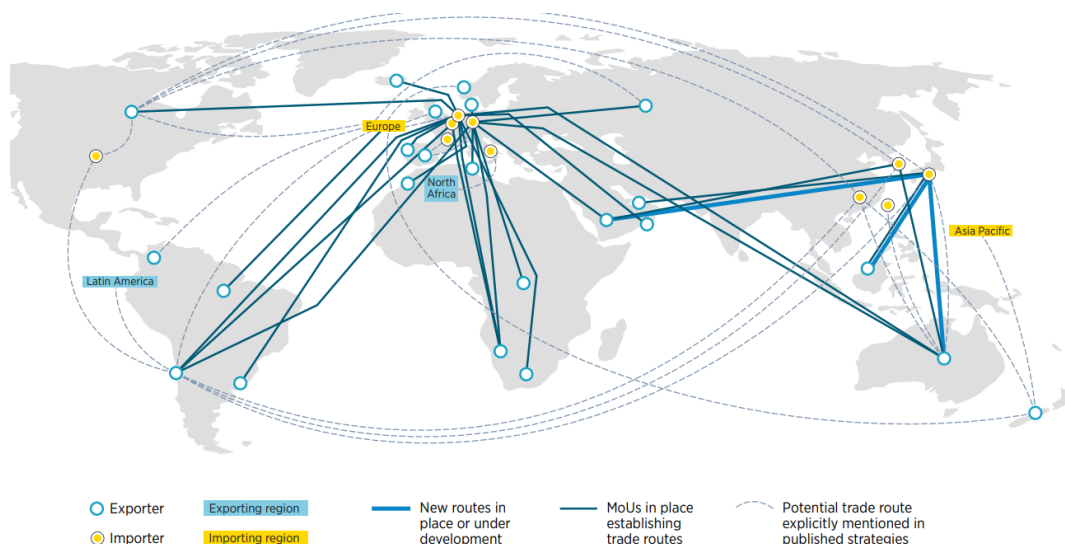 Europe
North
Africa
Asia Pacific
Latin America
Exporter
Exporting region
New routes in
place or under
development
MoUs in place
establishing
trade routes
Potential trade route
explicitly mentioned in
published strategies
Importer
Importing region